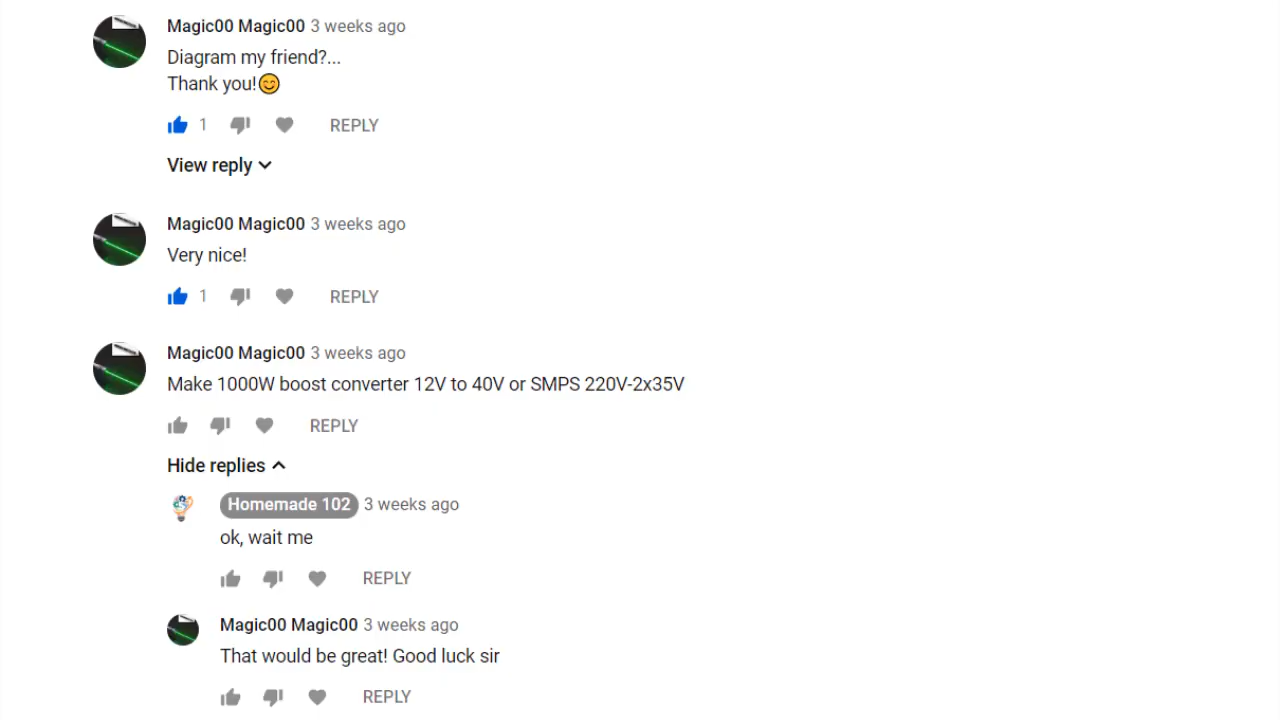 Magic00 Magic00 3 weeks ago
Diagram my friend?...
Thank you!😊
1
REPLY
View reply
Magic00 Magic00 3 weeks ago
Very nice!
1
REPLY
Magic00 Magic00 3 weeks ago
Make 1000W boost converter 12V to 40V or SMPS 220V-2x35V
REPLY
Hide replies
Homemade 102 3 weeks ago
ok, wait me
REPLY
Magic00 Magic00 3 weeks ago
That would be great! Good luck sir
REPLY